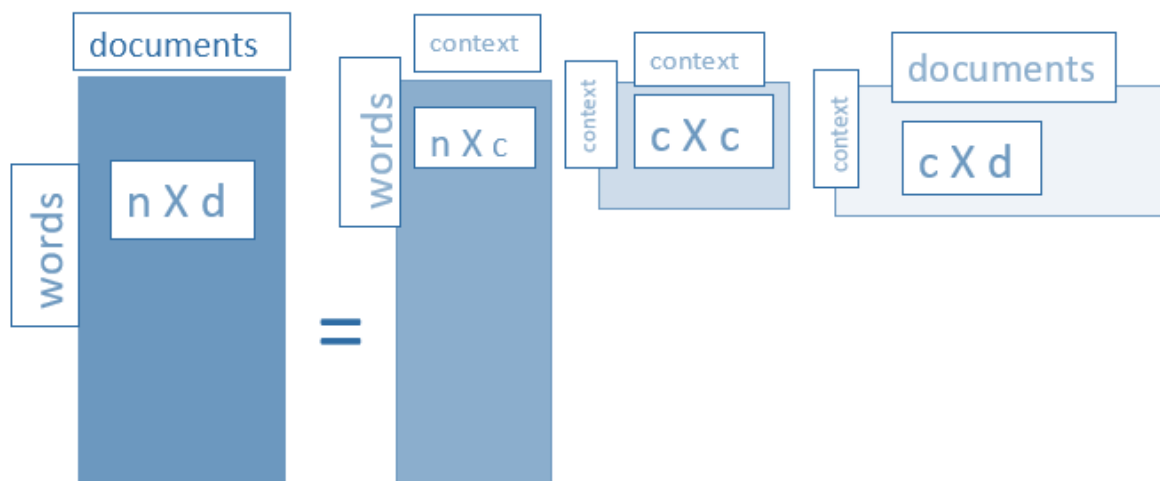 documents
words
n X d
=
context
words
n X c
context
context
c X c
documents
context
c X d